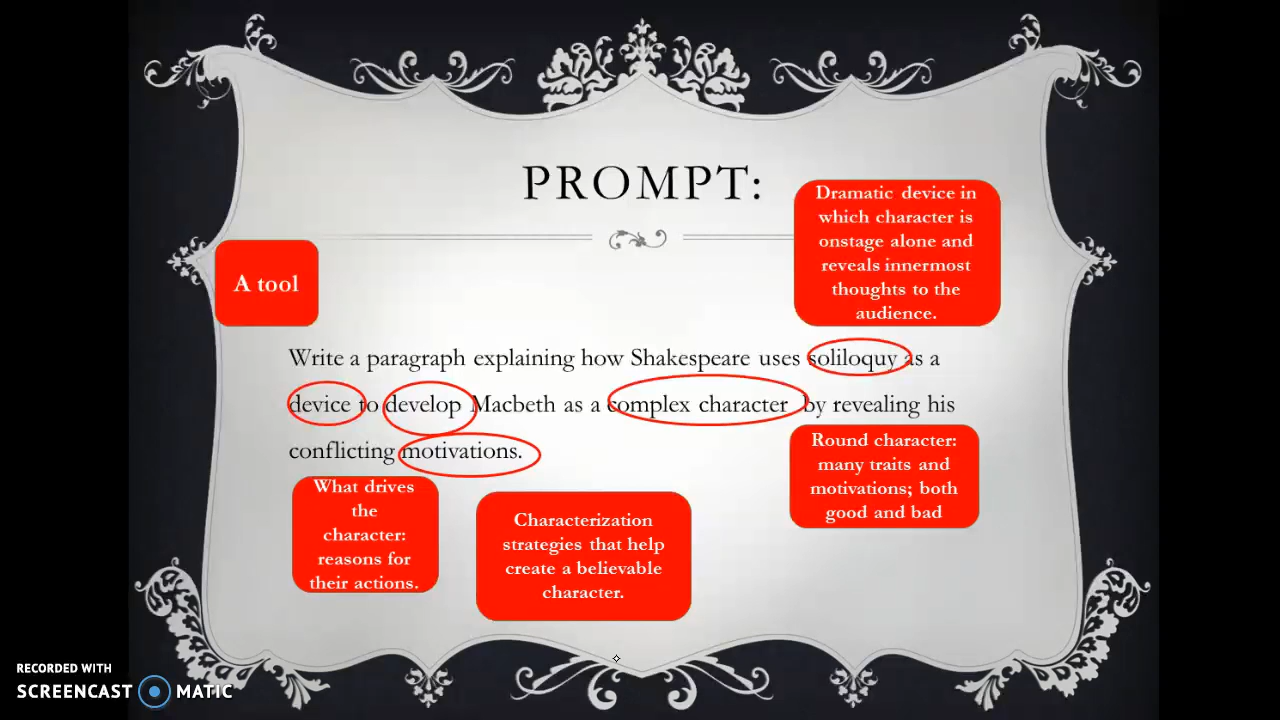 PROMPT:
Dramatic device in
which character is
onstage alone and
reveals innermost
thoughts to the
audience.
A tool
Write a paragraph explaining how Shakespeare uses soliloquy as a
device to develop Macbeth as a complex character by revealing his
conflicting motivations.
Round character:
many traits and
motivations; both
good and bad
What drives
the
character:
reasons for
their actions.
Characterization
strategies that help
create a believable
character.
RECORDED WITH
SCREENCAST MATIC